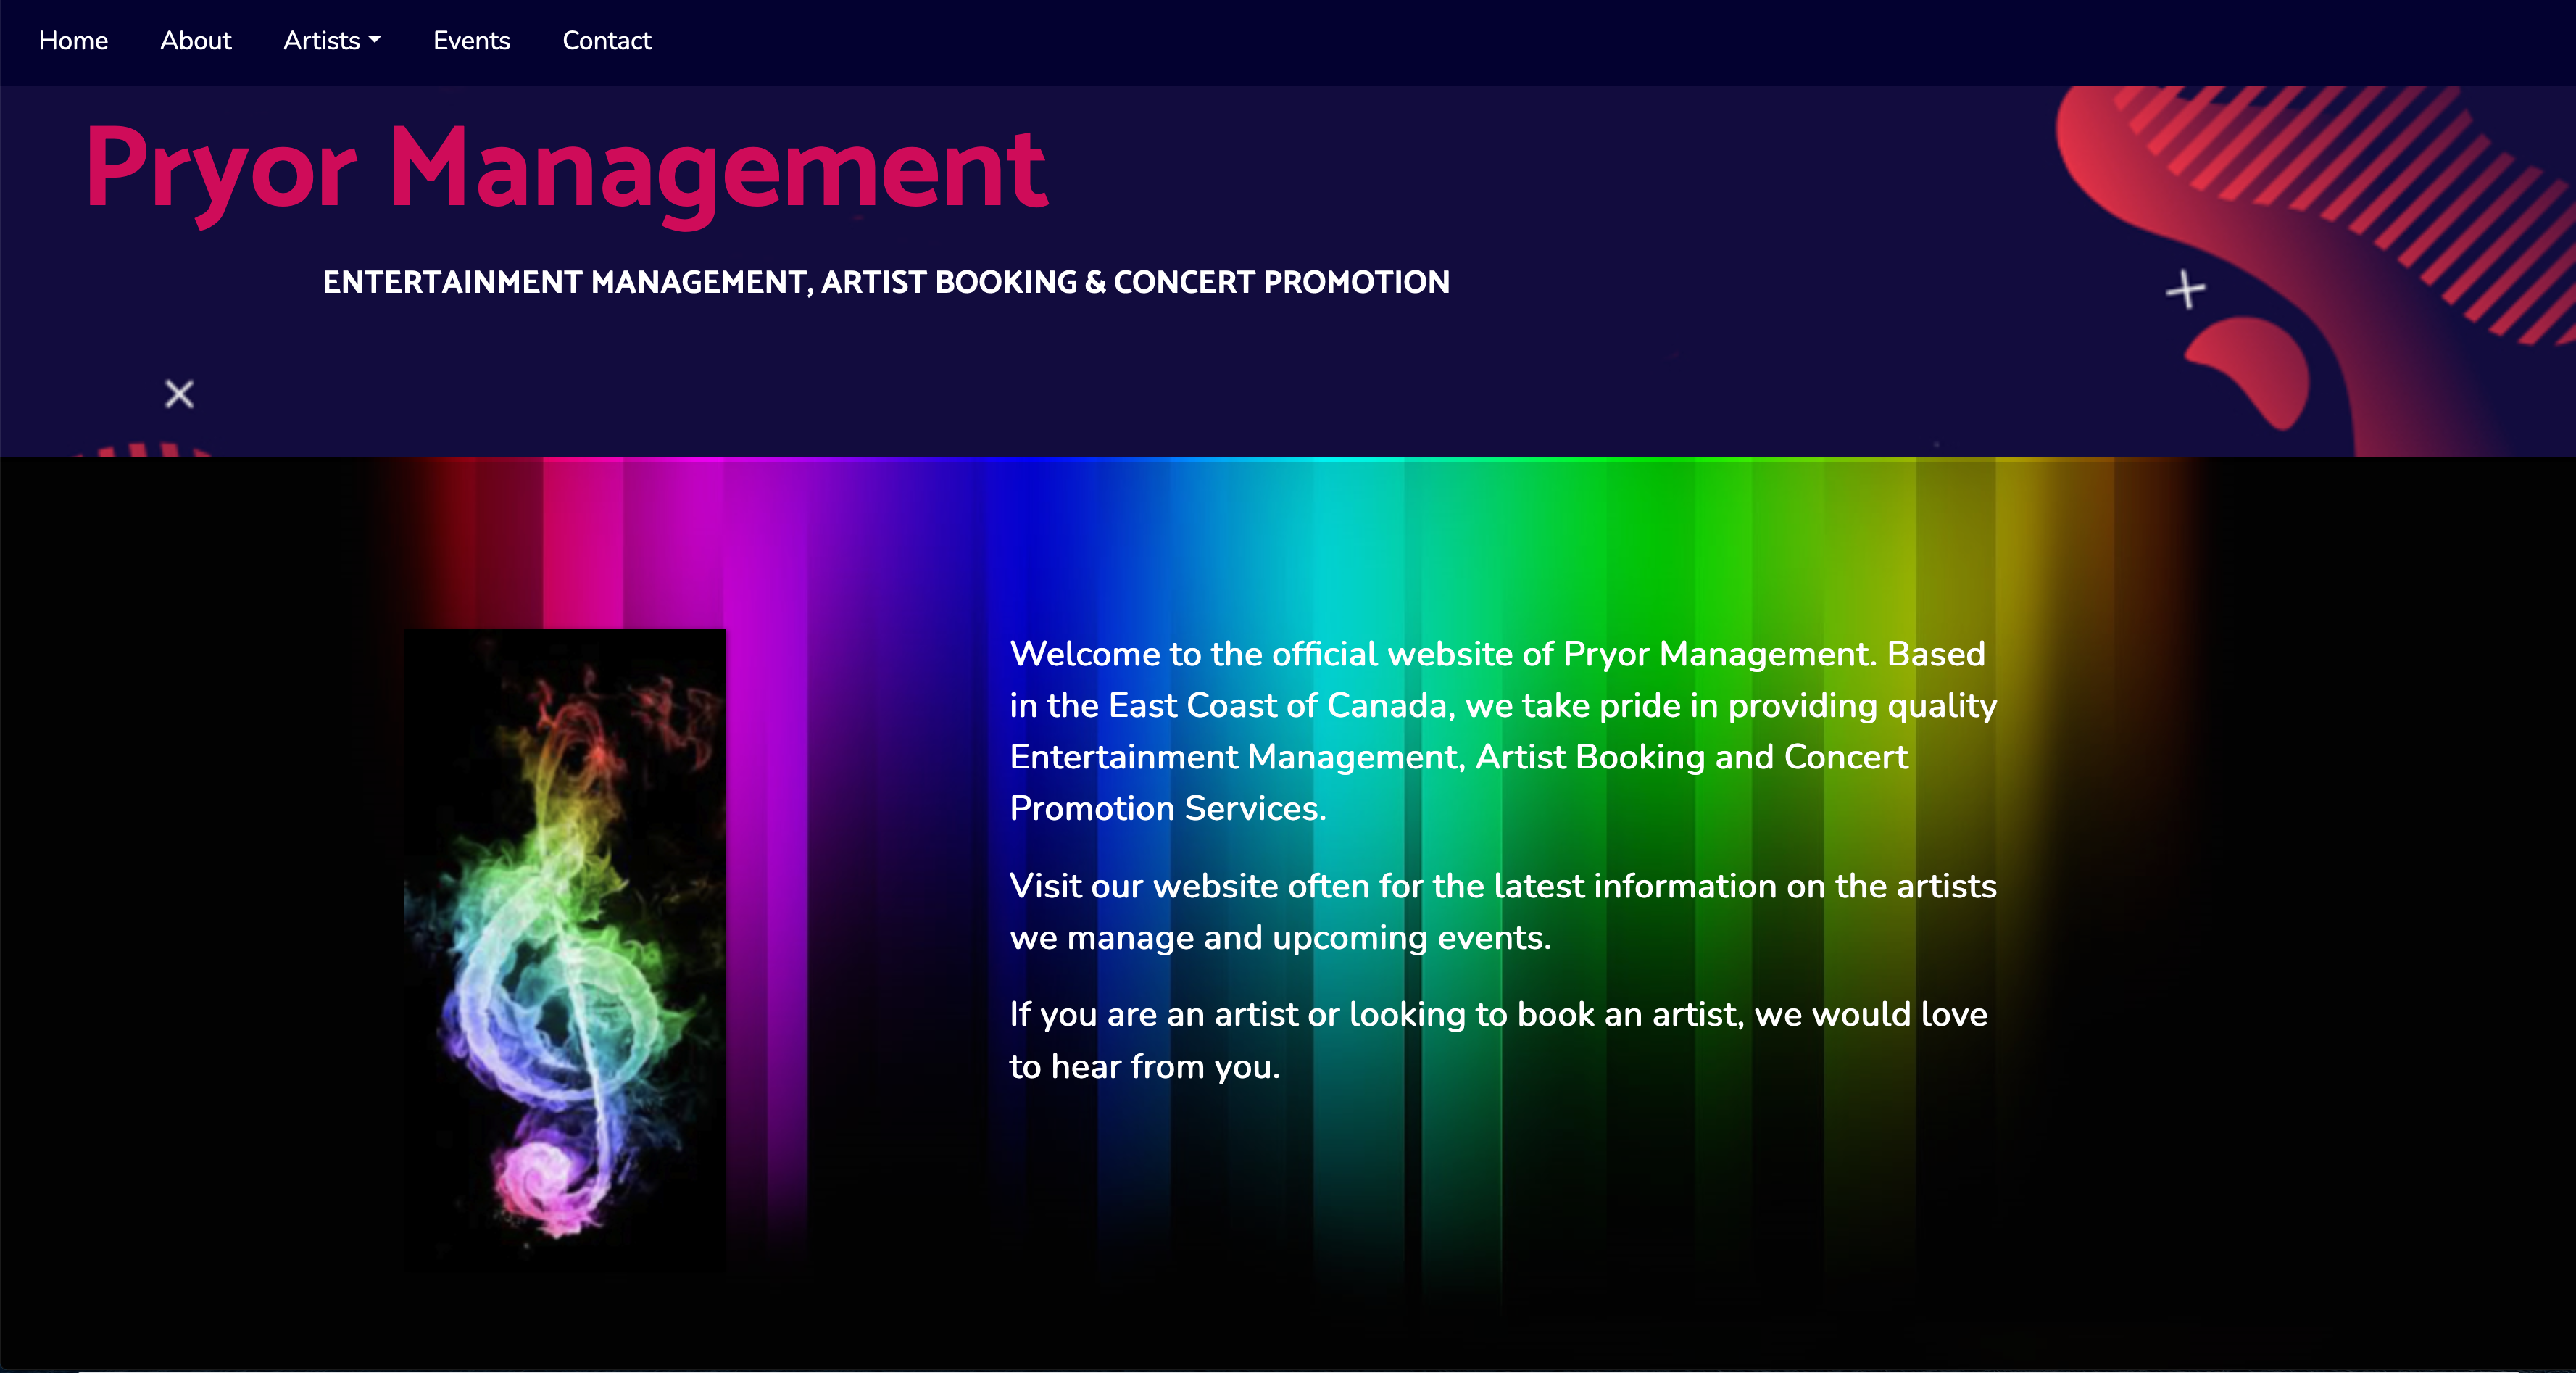 Home About Artists Events Contact
Pryor Management
ENTERTAINMENT MANAGEMENT, ARTIST BOOKING & CONCERT PROMOTION
Welcome to the official website of Pryor Management. Based
in the East Coast of Canada, we take pride in providing quality
Entertainment Management, Artist Booking and Concert
Promotion Services.
Visit our website often for the latest information on the artists
we manage and upcoming events.
If you are an artist or looking to book an artist, we would love
to hear from you.